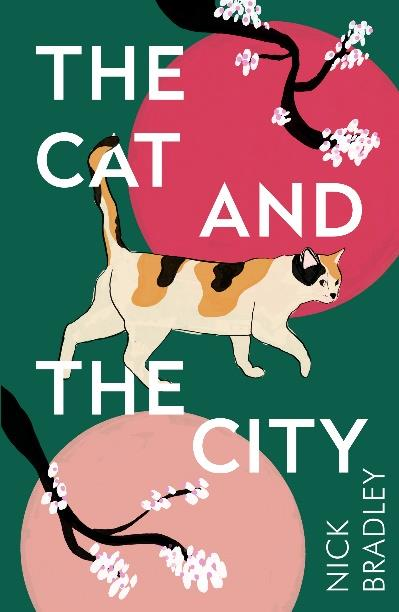 THE
CAT
AND
THE
CITY
NICK
BRADLEY